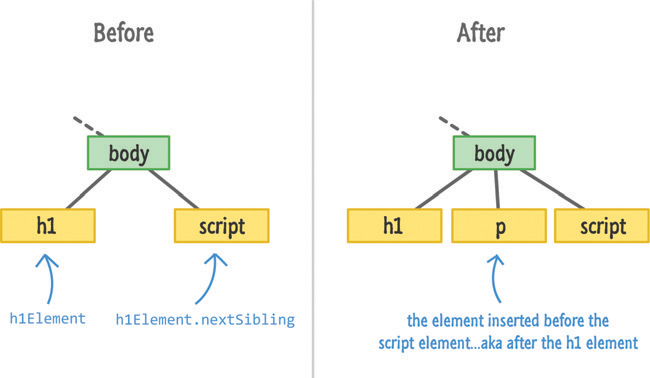 Before
body
h1
script
h1Element
h1Element.nextSibling
After
body
h1
p
script
the element inserted before the
script element...aka after the h1 element